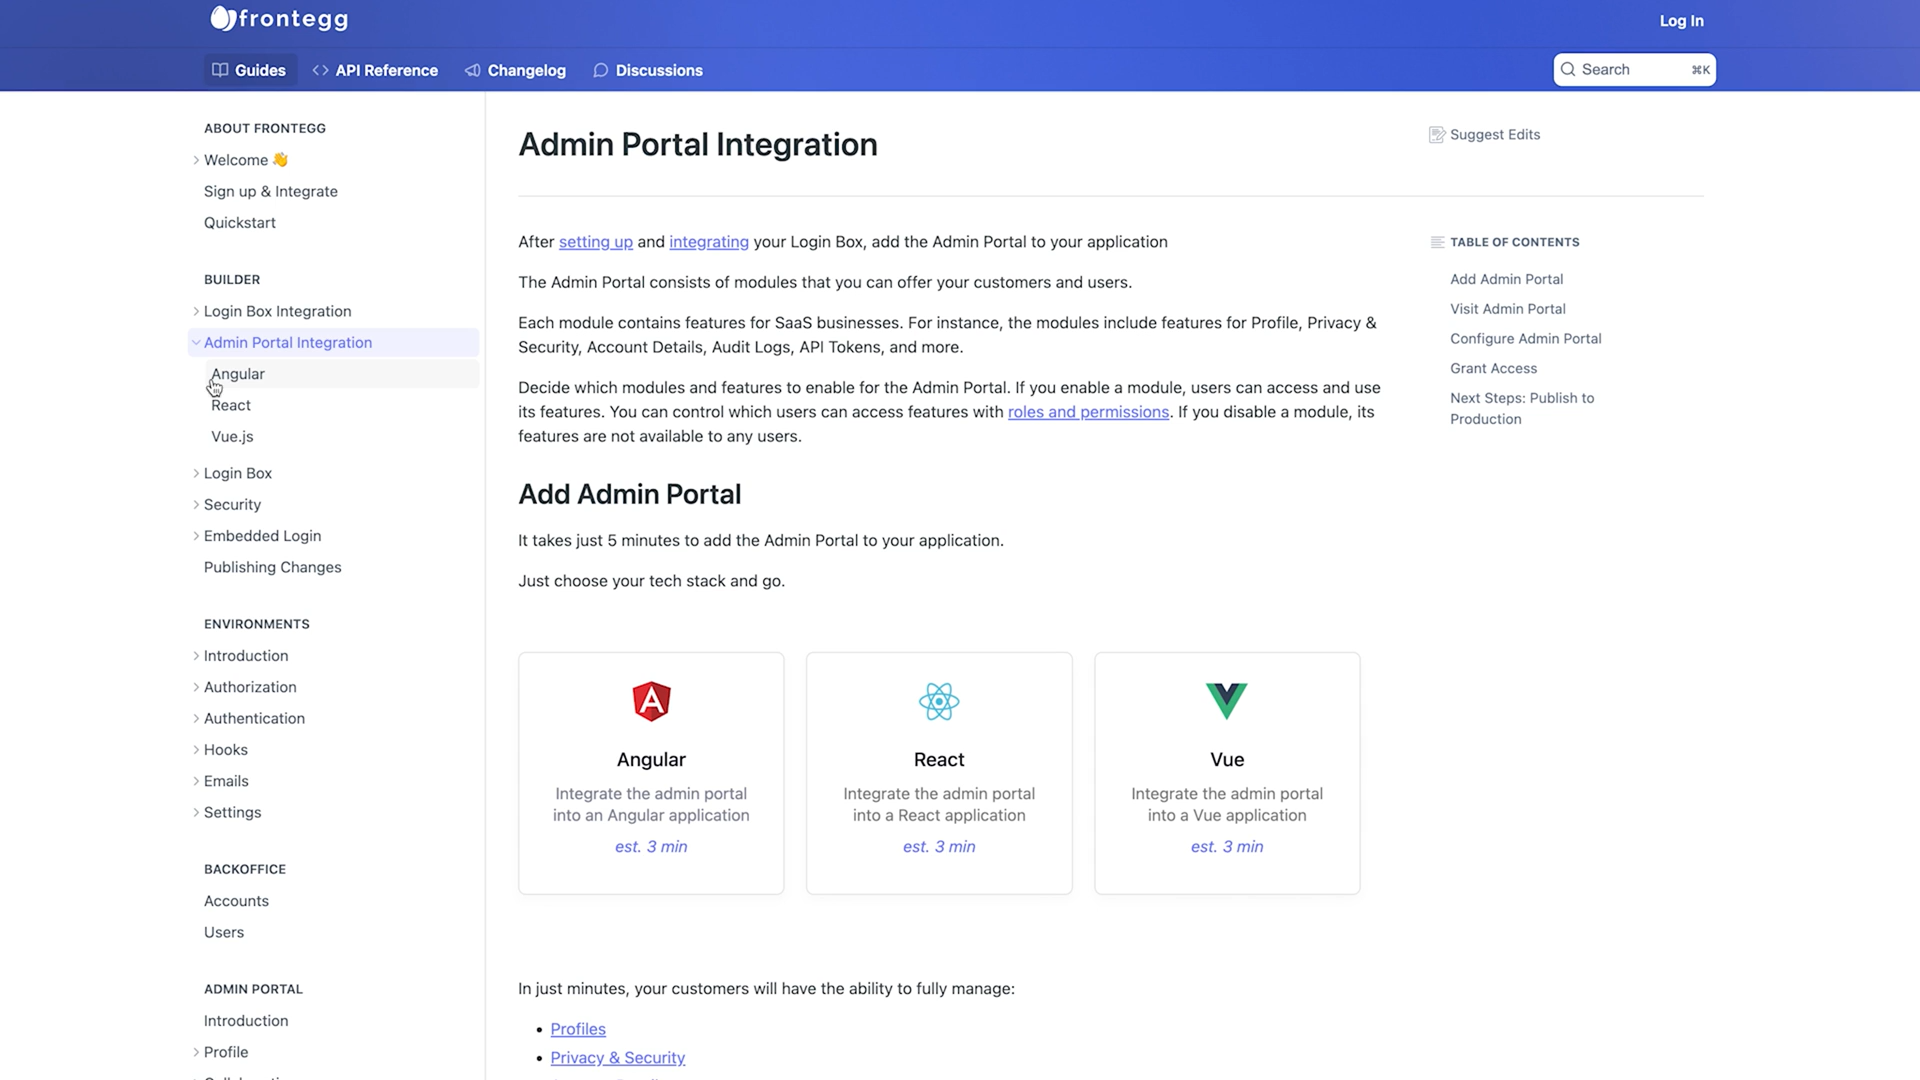 frontegg
Log In
Guides
API Reference
Changelog
Discussions
Search
⌘K
ABOUT FRONTEGG
Welcome 👋
Sign up & Integrate
Quickstart
BUILDER
Login Box Integration
Admin Portal Integration
Angular
React
Vue.js
Login Box
Security
Embedded Login
Publishing Changes
ENVIRONMENTS
Introduction
Authorization
Authentication
Hooks
Emails
Settings
BACKOFFICE
Accounts
Users
ADMIN PORTAL
Introduction
Profile
Admin Portal Integration
After setting up and integrating your Login Box, add the Admin Portal to your application
The Admin Portal consists of modules that you can offer your customers and users.
Each module contains features for SaaS businesses. For instance, the modules include features for Profile, Privacy &
Security, Account Details, Audit Logs, API Tokens, and more.
Decide which modules and features to enable for the Admin Portal. If you enable a module, users can access and use
its features. You can control which users can access features with roles and permissions. If you disable a module, its
features are not available to any users.
Add Admin Portal
It takes just 5 minutes to add the Admin Portal to your application.
Just choose your tech stack and go.
Angular
Integrate the admin portal
into an Angular application
est. 3 min
React
Integrate the admin portal
into a React application
est. 3 min
Vue
Integrate the admin portal
into a Vue application
est. 3 min
In just minutes, your customers will have the ability to fully manage:
• Profiles
• Privacy & Security
Suggest Edits
TABLE OF CONTENTS
Add Admin Portal
Visit Admin Portal
Configure Admin Portal
Grant Access
Next Steps: Publish to
Production